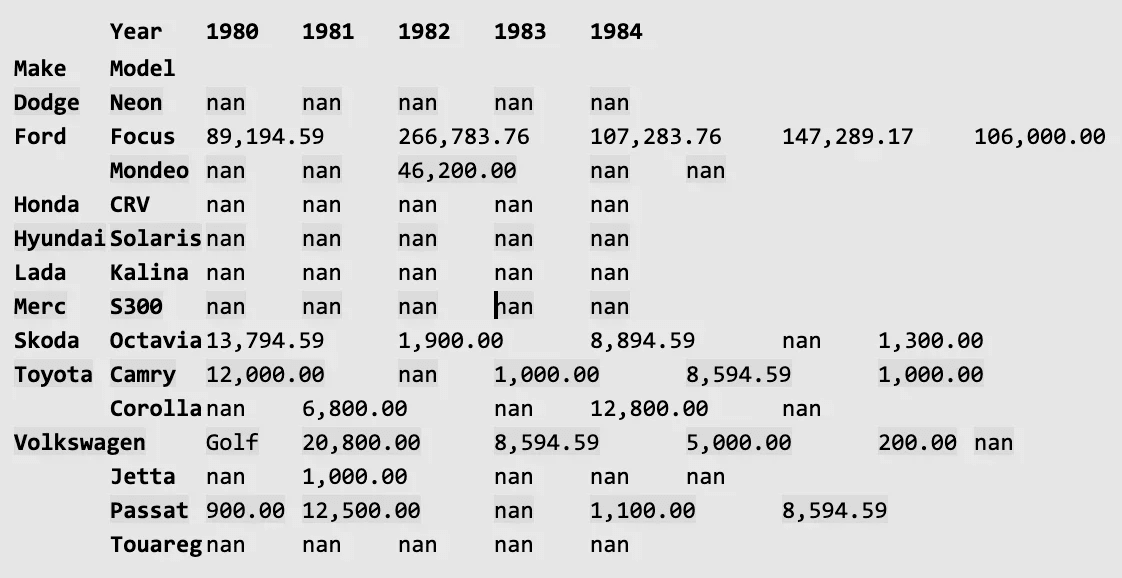 Year 1980 1981 1982 1983 1984
Make Model
Dodge Neon nan nan nan nan nan
Ford Focus 89,194.59 266,783.76 107,283.76 147,289.17 106,000.00
Mondeo nan nan 46,200.00 nan nan
Honda CRV nan nan nan nan nan
Hyundai Solaris nan nan nan nan nan
Lada Kalina nan nan nan nan nan
Merc S300 nan nan nan nan nan
Skoda Octavia 13,794.59 1,900.00 8,894.59 nan 1,300.00
Toyota Camry 12,000.00 nan 1,000.00 8,594.59 1,000.00
Corolla nan 6,800.00 nan 12,800.00 nan
Volkswagen Golf 20,800.00 8,594.59 5,000.00 200.00 nan
Jetta nan 1,000.00 nan nan nan
Passat 900.00 12,500.00 nan 1,100.00 8,594.59
Touareg nan nan nan nan nan